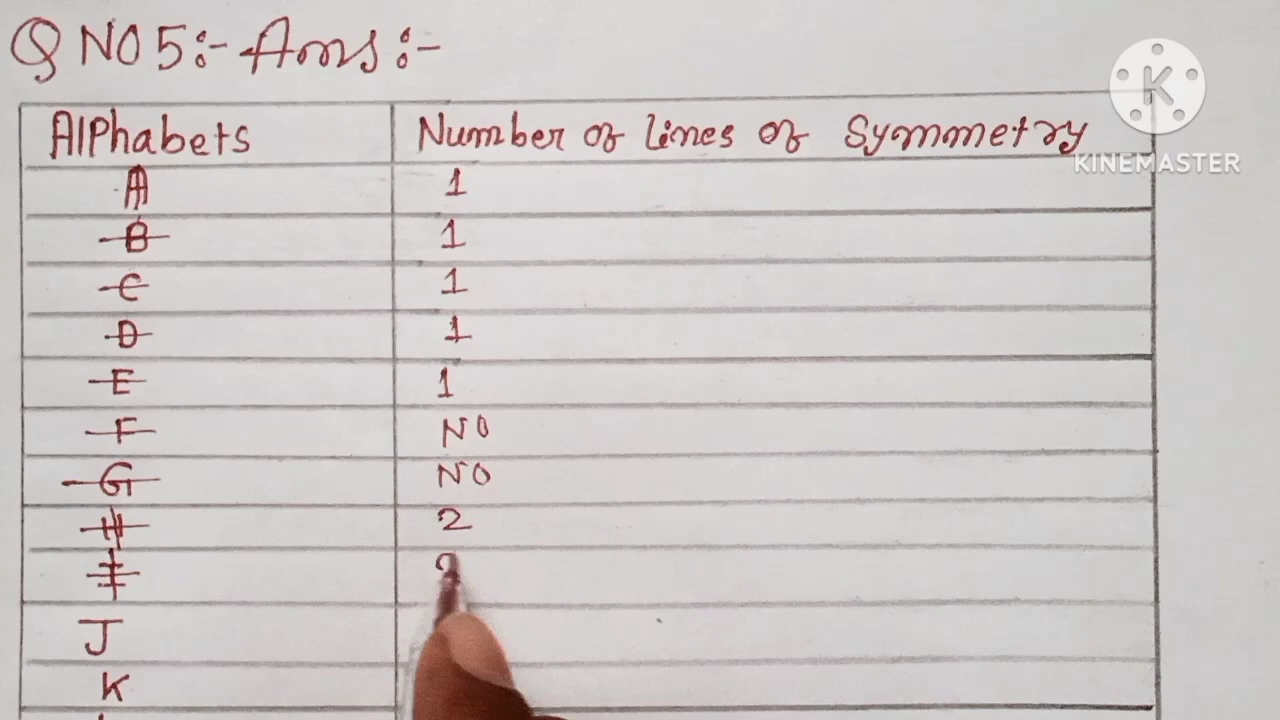 Q NO 5:- Ans:-
K
KINEMASTER
Alphabets Number of lines of Symmetry
A 1
B 1
C 1
D 1
E 1
F NO
G NO
H 2
I
J
K